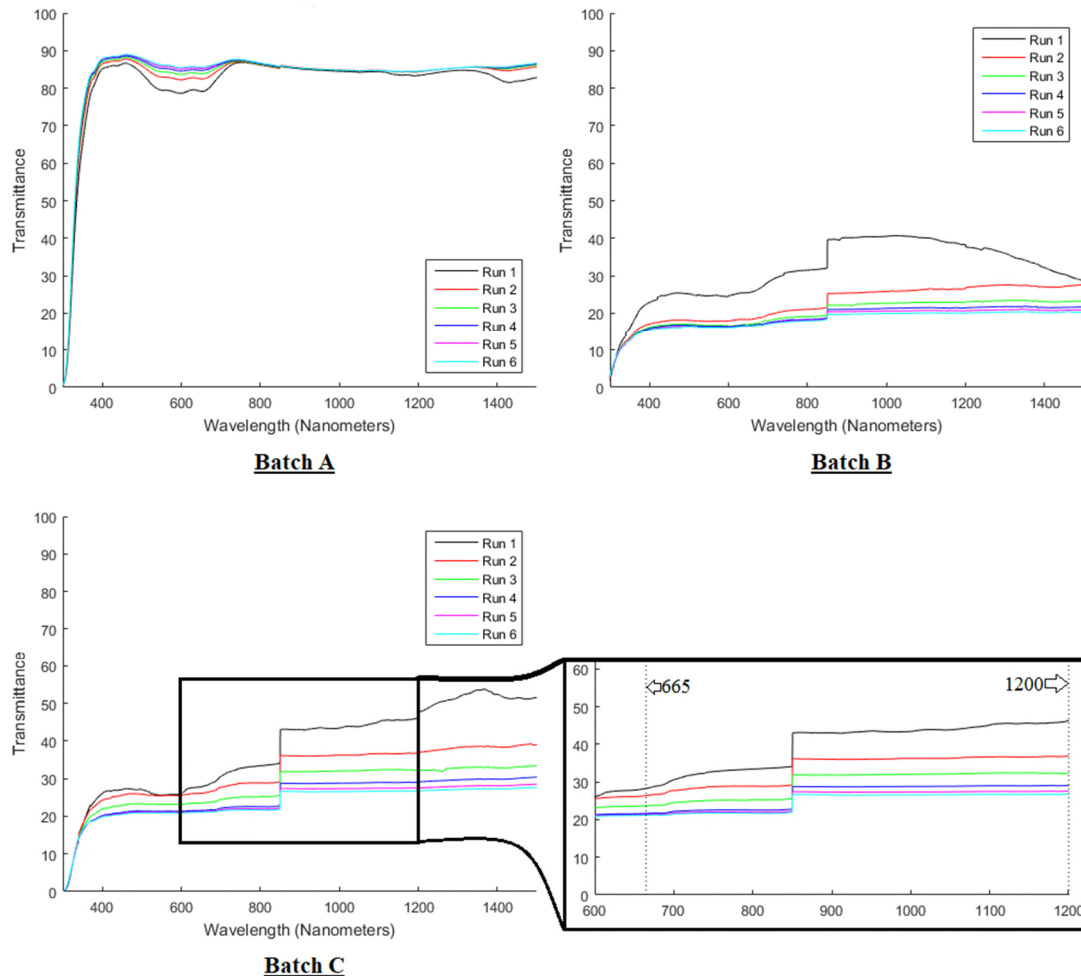 100
90
80
70
60
50
40
30
20
10
0
Transmittance
400 600 800 1000 1200 1400
Wavelength (Nanometers)
Run 1
Run 2
Run 3
Run 4
Run 5
Run 6
Batch A
100
90
80
70
60
50
40
30
20
10
0
Transmittance
400 600 800 1000 1200 1400
Wavelength (Nanometers)
Run 1
Run 2
Run 3
Run 4
Run 5
Run 6
Batch B
100
90
80
70
60
50
40
30
20
10
0
Transmittance
400 600 800 1000 1200 1400
Wavelength (Nanometers)
Run 1
Run 2
Run 3
Run 4
Run 5
Run 6
Batch C
665 1200
60
50
40
30
20
10
0
600 700 800 900 1000 1100 1200